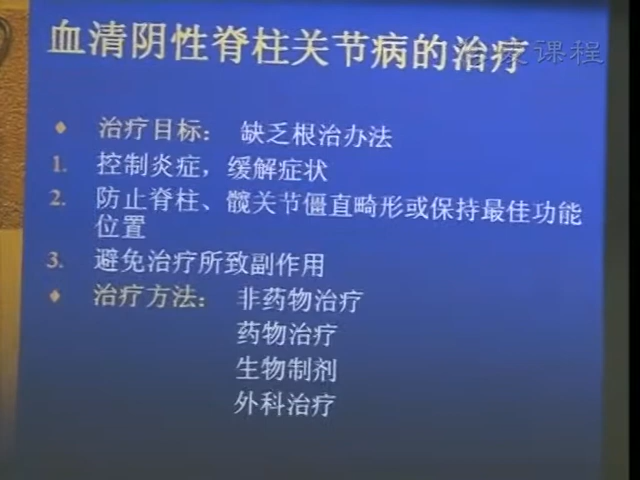 血清阴性脊柱关节病的治疗
课程
◆ 治疗目标： 缺乏根治办法
1. 控制炎症，缓解症状
2. 防止脊柱、髋关节僵直畸形或保持最佳功能
位置
3. 避免治疗所致副作用
◆ 治疗方法： 非药物治疗
药物治疗
生物制剂
外科治疗